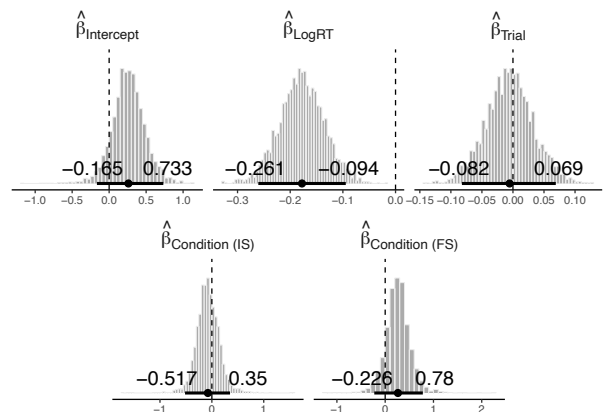 β̂Intercept
β̂LogRT
β̂Trial
−0.165 0.733
−0.261 −0.094
−0.082 0.069
−1.0 −0.5 0.0 0.5 1.0
−0.3 −0.2 −0.1 0.0
−0.15 −0.10 −0.05 0.00 0.05 0.10
β̂Condition (IS)
β̂Condition (FS)
−0.517 0.35
−0.226 0.78
−1 0 1
−1 0 1 2